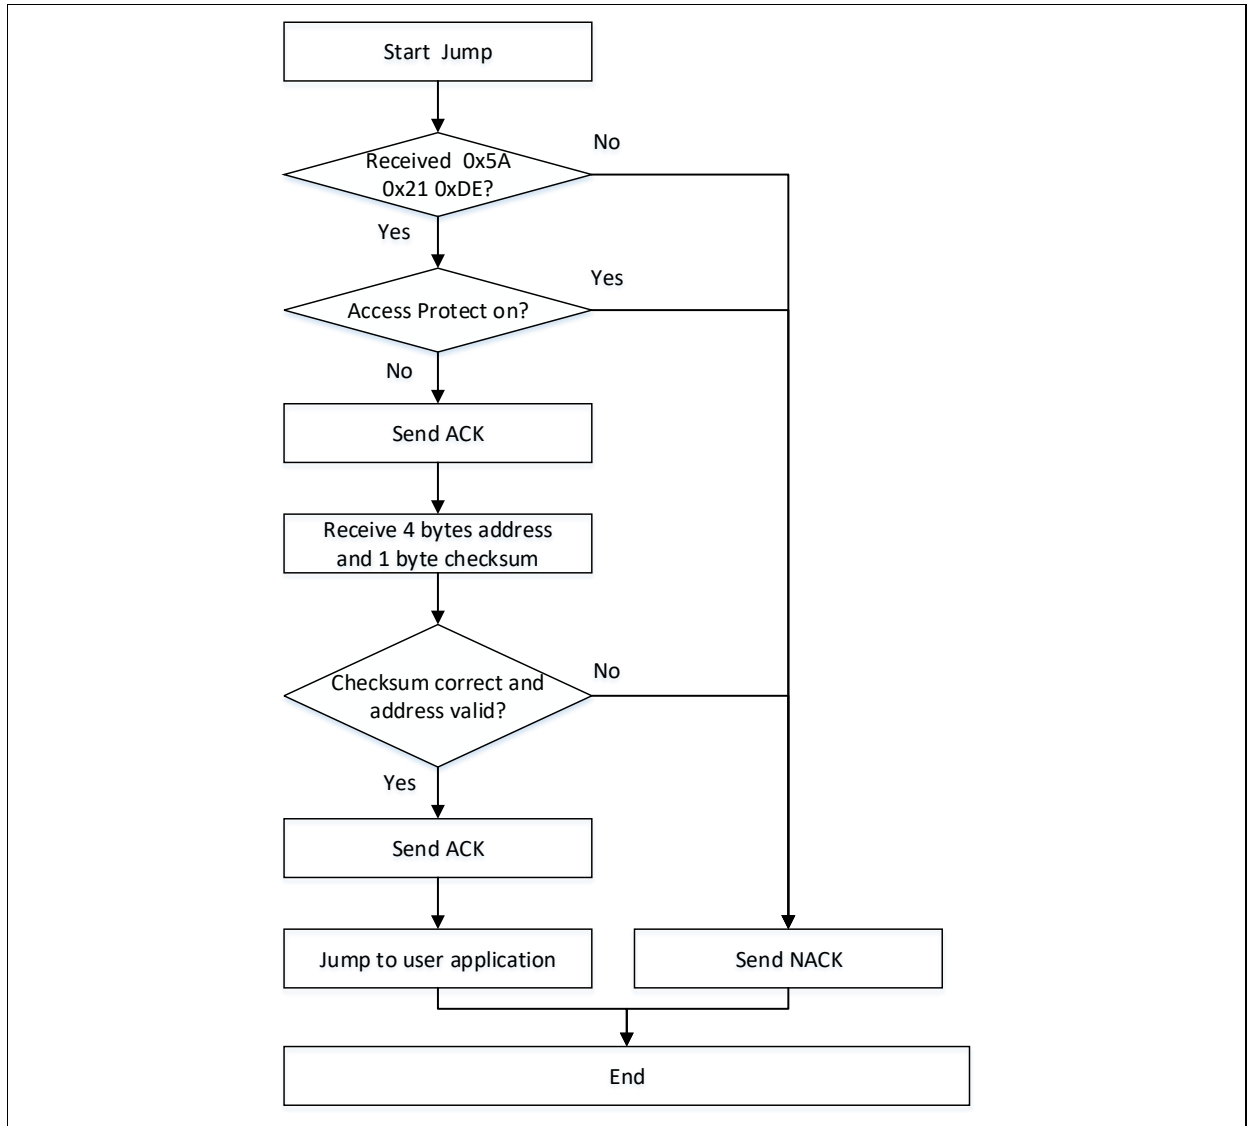 Start  Jump
No
Received  0x5A
0x21 0xDE?
Yes
Yes
Access Protect on?
No
Send ACK
Receive 4 bytes address
and 1 byte checksum
No
Checksum correct and
address valid?
Yes
Send ACK
Jump to user application
Send NACK
End